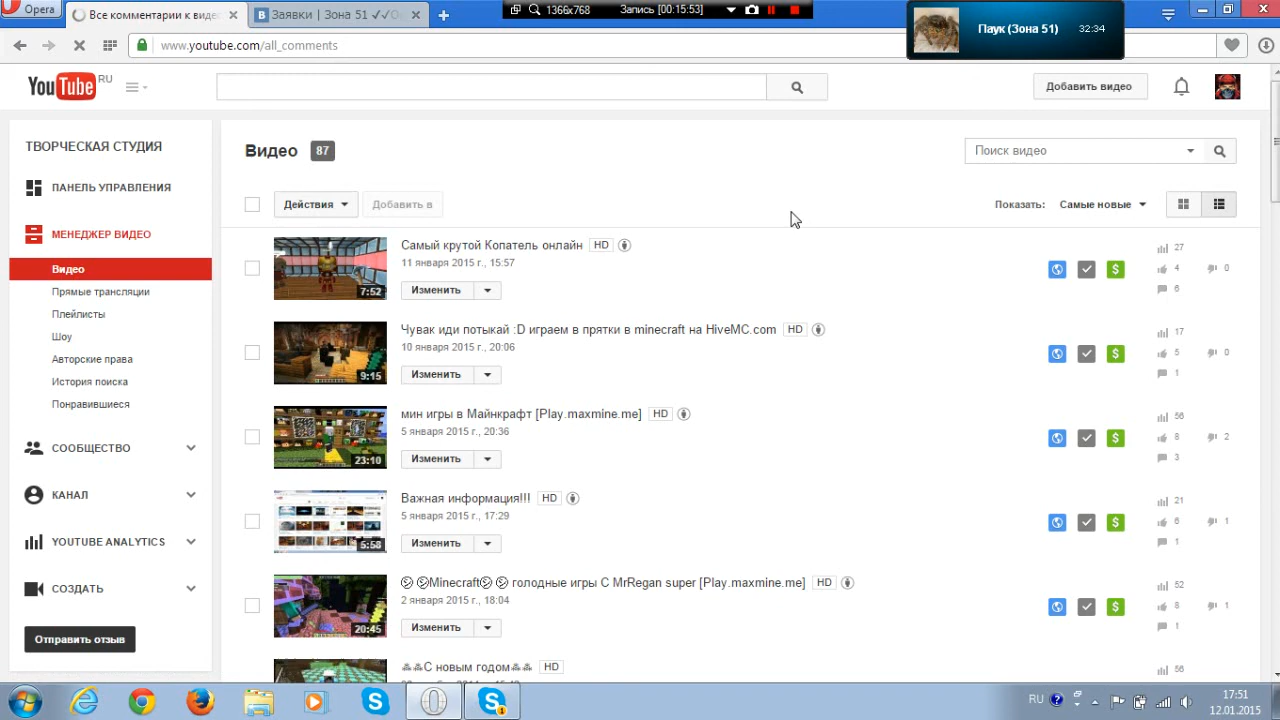 Opera
Все комментарии к виде
Заявки | Зона 51 ✓✓О
1366x768
Запись [00:15:53]
Паук (Зона 51)
32:34
www.youtube.com/all_comments
YouTube RU
Добавить видео
ТВОРЧЕСКАЯ СТУДИЯ
ПАНЕЛЬ УПРАВЛЕНИЯ
МЕНЕДЖЕР ВИДЕО
Видео
Прямые трансляции
Плейлисты
Шоу
Авторские права
История поиска
Понравившиеся
СООБЩЕСТВО
КАНАЛ
YOUTUBE ANALYTICS
СОЗДАТЬ
Отправить отзыв
Видео 87
Поиск видео
Действия
Добавить в
Показать:
Самые новые
7:52
Самый крутой Копатель онлайн HD
11 января 2015 г., 15:57
Изменить
27
4
0
6
9:15
Чувак иди потыкай :D играем в прятки в minecraft на HiveMC.com HD
10 января 2015 г., 20:06
Изменить
17
5
0
1
23:10
мин игры в Майнкрафт [Play.maxmine.me] HD
5 января 2015 г., 20:36
Изменить
56
8
2
3
5:58
Важная информация!!! HD
5 января 2015 г., 17:29
Изменить
21
6
1
1
20:45
Minecraft голодные игры С MrRegan super [Play.maxmine.me] HD
2 января 2015 г., 18:04
Изменить
52
8
1
1
С новым годом HD
56
RU
17:51
12.01.2015